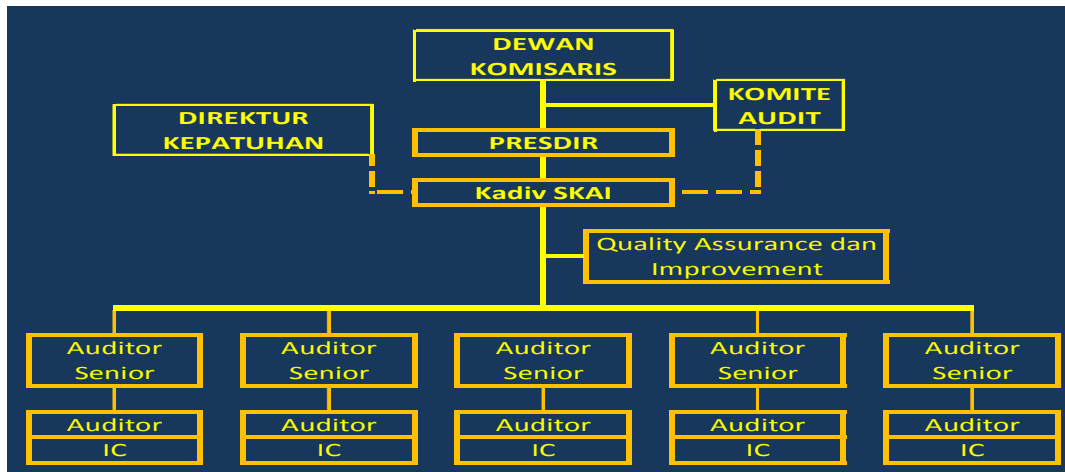 DEWAN
KOMISARIS
KOMITE
AUDIT
DIREKTUR
KEPATUHAN
PRESDIR
Kadiv SKAI
Quality Assurance dan
Improvement
Auditor
Senior
Auditor
Senior
Auditor
Senior
Auditor
Senior
Auditor
Senior
Auditor
IC
Auditor
IC
Auditor
IC
Auditor
IC
Auditor
IC